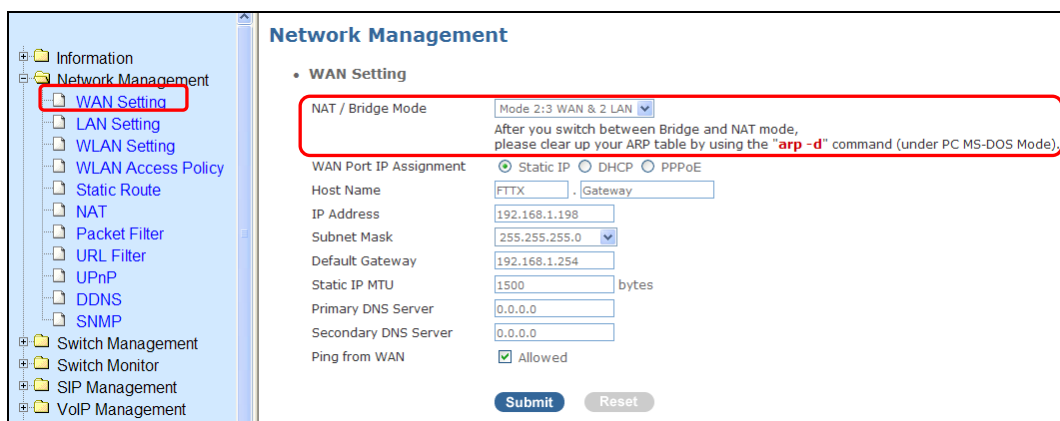 Information
Network Management
WAN Setting
LAN Setting
WLAN Setting
WLAN Access Policy
Static Route
NAT
Packet Filter
URL Filter
UPnP
DDNS
SNMP
Switch Management
Switch Monitor
SIP Management
VoIP Management
Network Management
• WAN Setting
NAT / Bridge Mode Mode 2:3 WAN & 2 LAN
After you switch between Bridge and NAT mode,
please clear up your ARP table by using the "arp -d" command (under PC MS-DOS Mode).
WAN Port IP Assignment Static IP DHCP PPPoE
Host Name FTTX . Gateway
IP Address 192.168.1.198
Subnet Mask 255.255.255.0
Default Gateway 192.168.1.254
Static IP MTU 1500 bytes
Primary DNS Server 0.0.0.0
Secondary DNS Server 0.0.0.0
Ping from WAN Allowed
Submit Reset